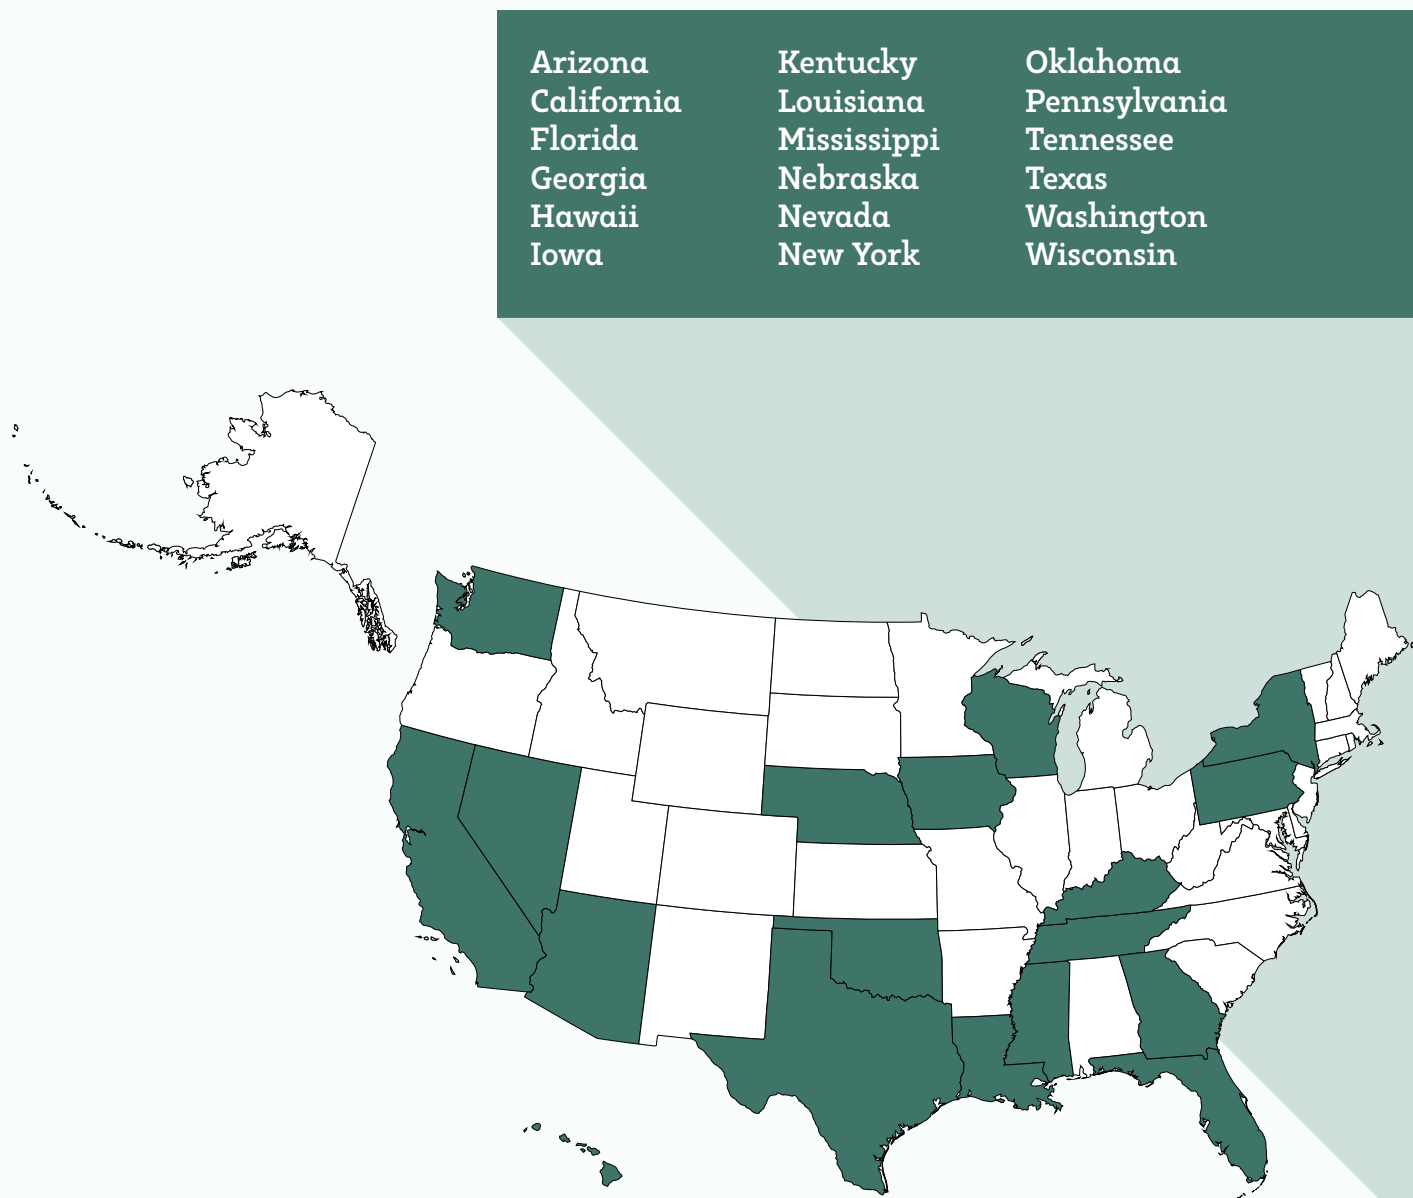 Arizona
California
Florida
Georgia
Hawaii
Iowa
Kentucky
Louisiana
Mississippi
Nebraska
Nevada
New York
Oklahoma
Pennsylvania
Tennessee
Texas
Washington
Wisconsin